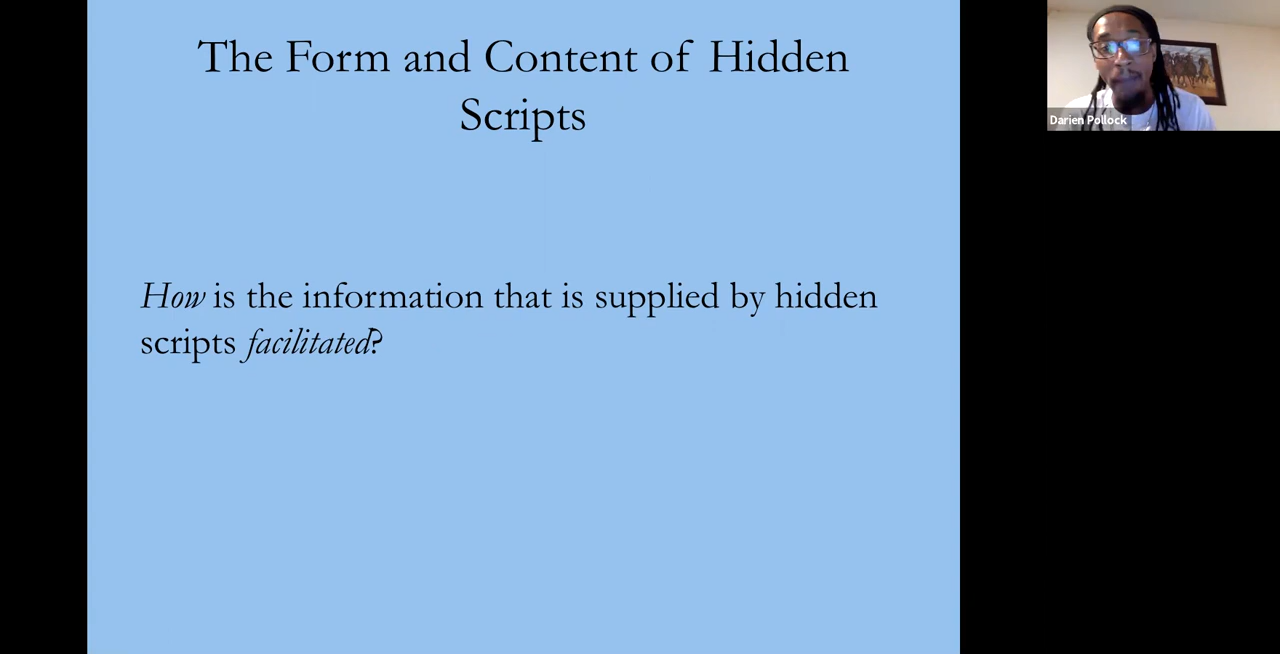 The Form and Content of Hidden
Scripts
How is the information that is supplied by hidden
scripts facilitated?
Darien Pollock